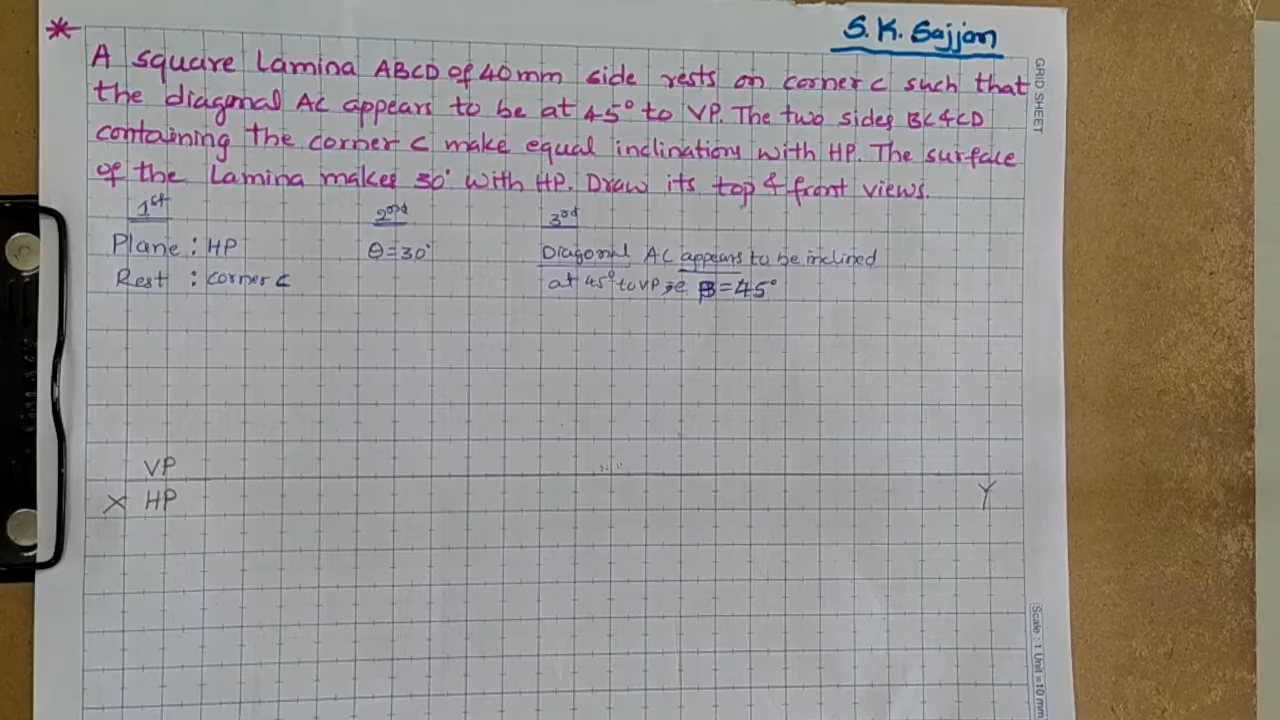 S. K. Sajjan
* A square Lamina ABCD of 40mm side rests on corner C such that
the diagonal AC appears to be at 45° to VP. The two sides BC & CD
containing the corner C make equal inclinations with HP. The surface
of the Lamina makes 30° with HP. Draw its top & front views.
1st
Plane : HP
Rest : corner C
2nd
θ=30°
3rd
Diagonal AC appears to be inclined
at 45° to VP ie β=45°
VP
X HP Y
GRID SHEET
Scale : 1 Unit = 10 mm